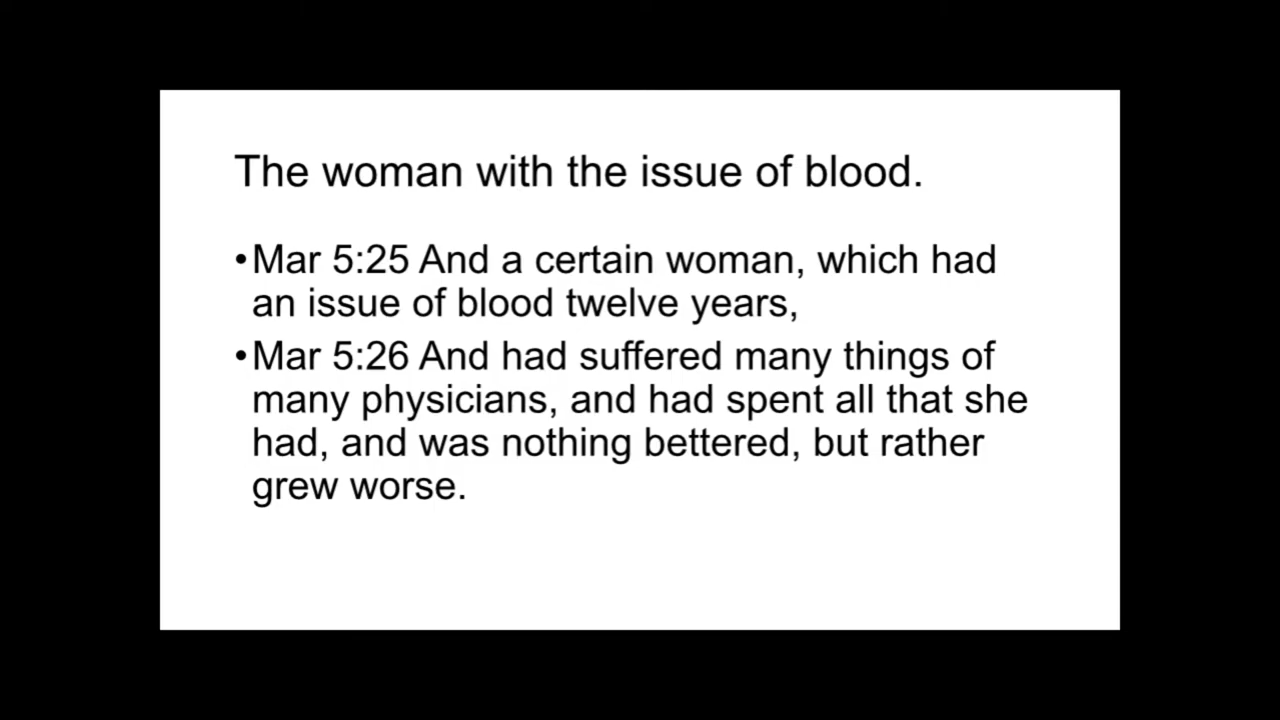 The woman with the issue of blood.
•Mar 5:25 And a certain woman, which had
an issue of blood twelve years,
•Mar 5:26 And had suffered many things of
many physicians, and had spent all that she
had, and was nothing bettered, but rather
grew worse.